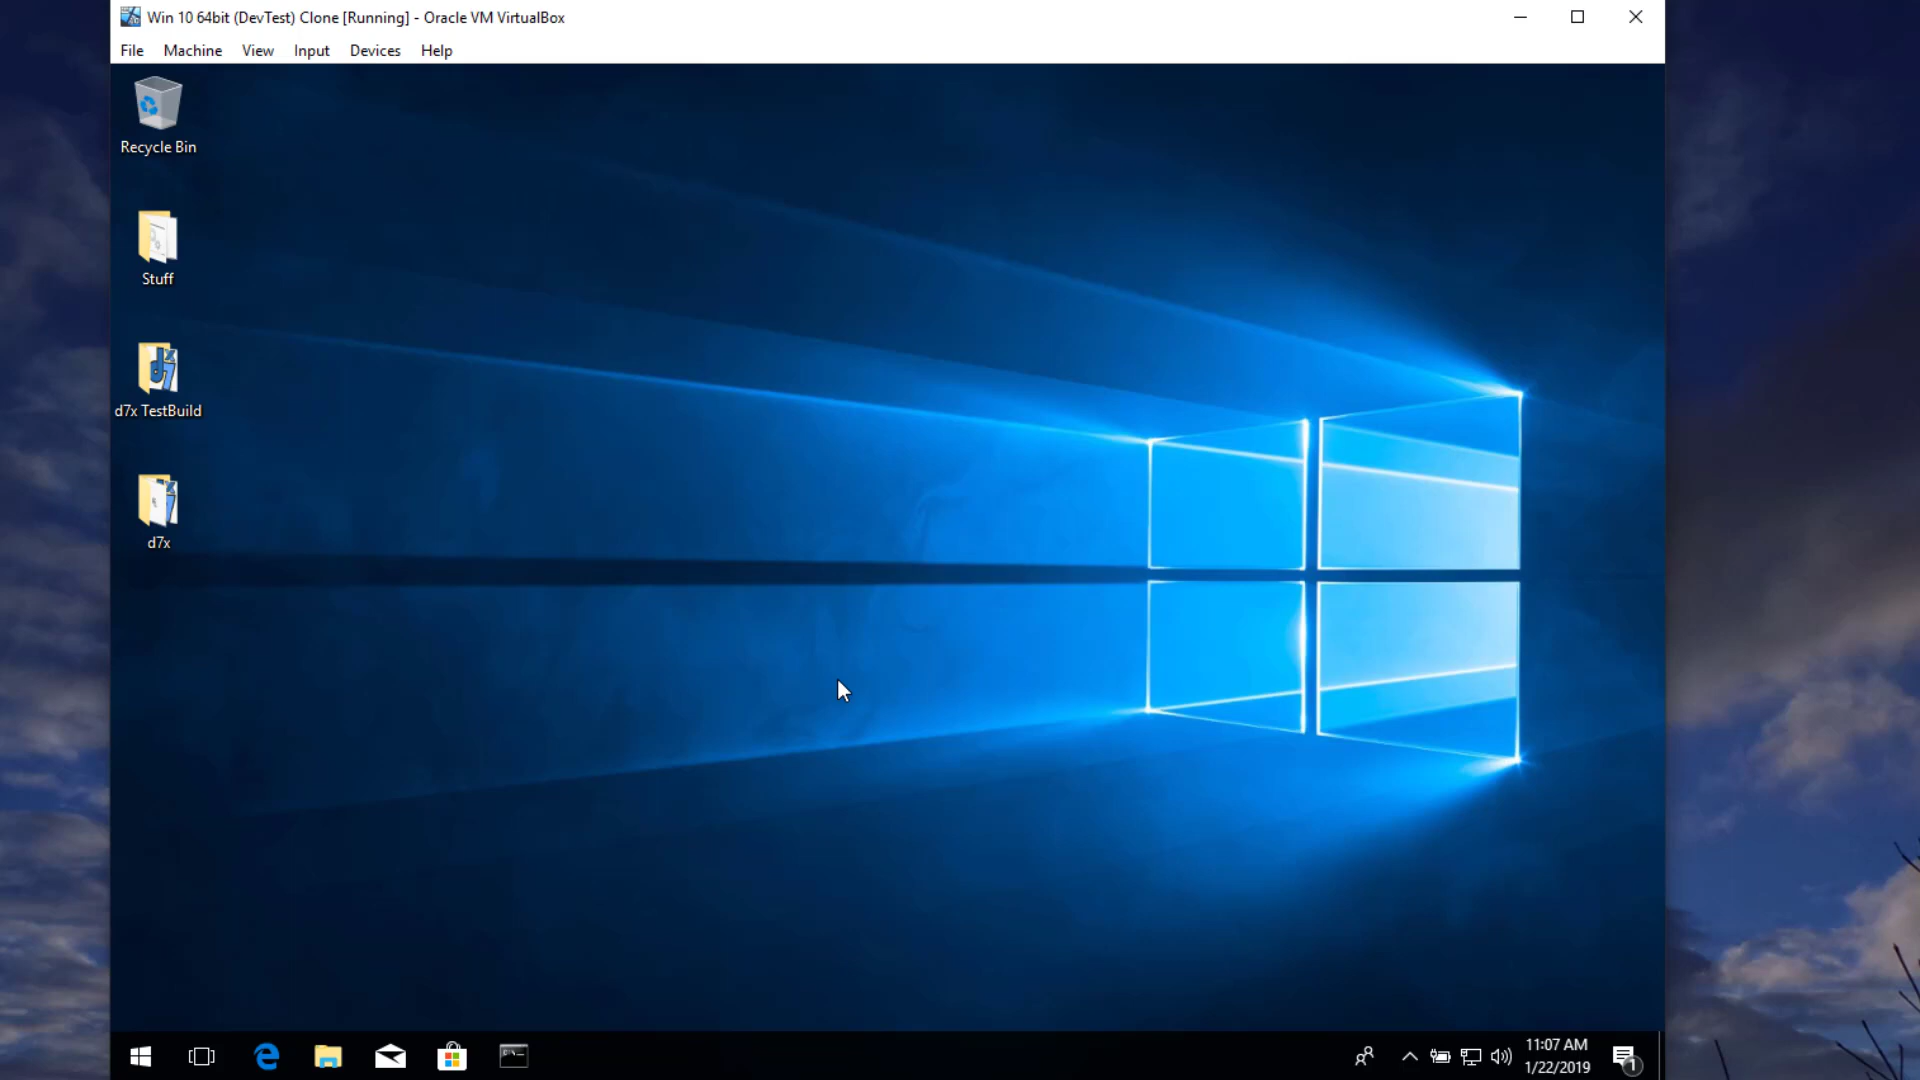 Win 10 64bit (DevTest) Clone [Running] - Oracle VM VirtualBox
File Machine View Input Devices Help
Recycle Bin
Stuff
d7x TestBuild
d7x
11:07 AM
1/22/2019
1